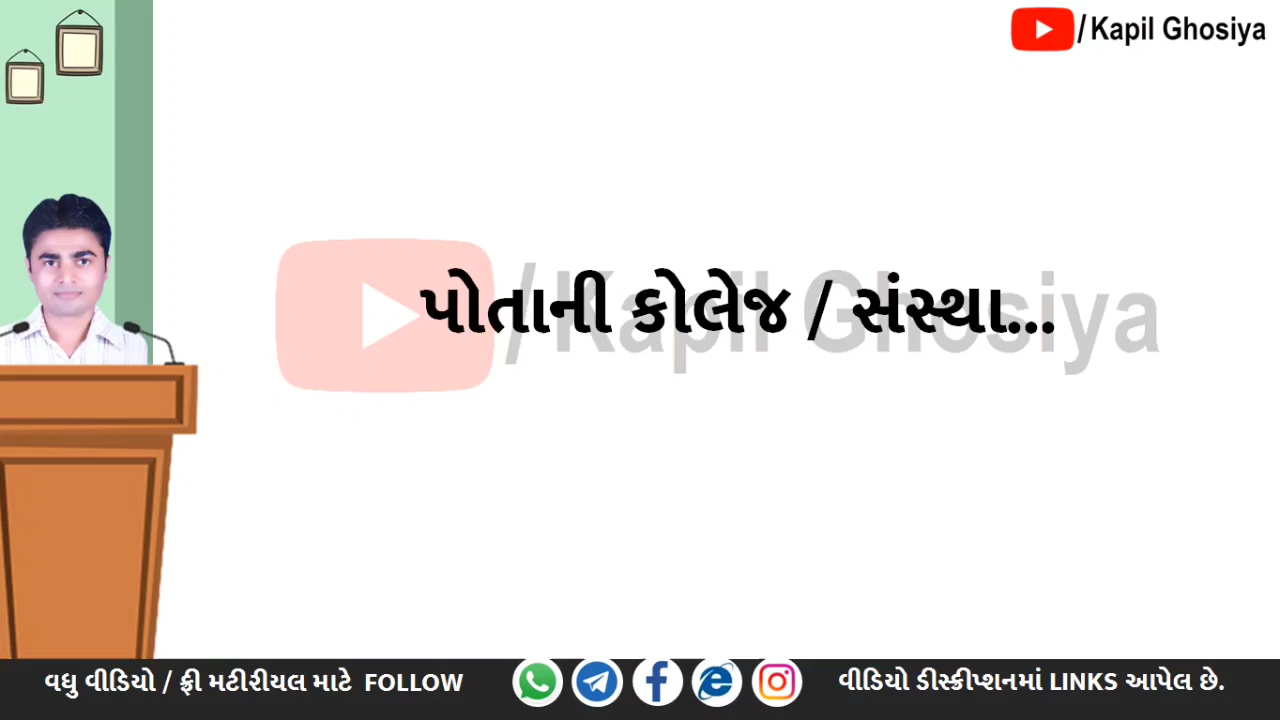 /Kapil Ghosiya
/Kapil Ghosiya
પોતાની કોલેજ / સંસ્થા...
વધુ વીડિયો / ફ્રી મટીરીયલ માટે FOLLOW
વીડિયો ડીસ્ક્રીપ્શનમાં LINKS આપેલ છે.